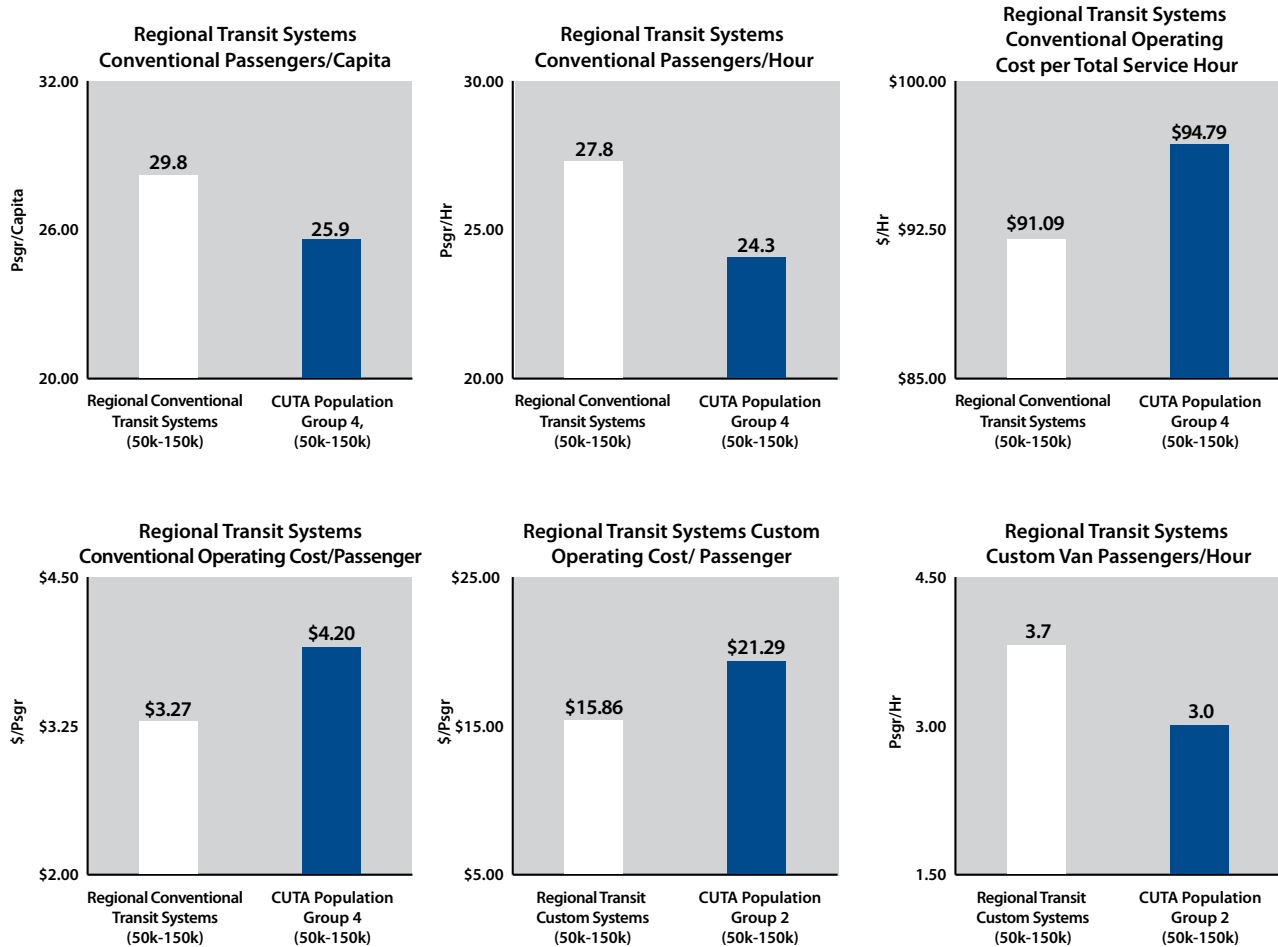 Regional Transit Systems
Conventional Passengers/Capita
32.00
29.8
26.00
25.9
20.00
Psgr/Capita
Regional Conventional
Transit Systems
(50k-150k)
CUTA Population
Group 4,
(50k-150k)
Regional Transit Systems
Conventional Passengers/Hour
30.00
27.8
25.00
24.3
20.00
Psgr/Hr
Regional Conventional
Transit Systems
(50k-150k)
CUTA Population
Group 4
(50k-150k)
Regional Transit Systems
Conventional Operating
Cost per Total Service Hour
$100.00
$94.79
$92.50
$91.09
$85.00
$/Hr
Regional Conventional
Transit Systems
(50k-150k)
CUTA Population
Group 4
(50k-150k)
Regional Transit Systems
Conventional Operating Cost/Passenger
$4.50
$4.20
$3.27
$3.25
$2.00
$/Psgr
Regional Conventional
Transit Systems
(50k-150k)
CUTA Population
Group 4
(50k-150k)
Regional Transit Systems Custom
Operating Cost/ Passenger
$25.00
$21.29
$15.86
$15.00
$5.00
$/Psgr
Regional Transit
Custom Systems
(50k-150k)
CUTA Population
Group 2
(50k-150k)
Regional Transit Systems
Custom Van Passengers/Hour
4.50
3.7
3.0
3.00
1.50
Psgr/Hr
Regional Transit
Custom Systems
(50k-150k)
CUTA Population
Group 2
(50k-150k)